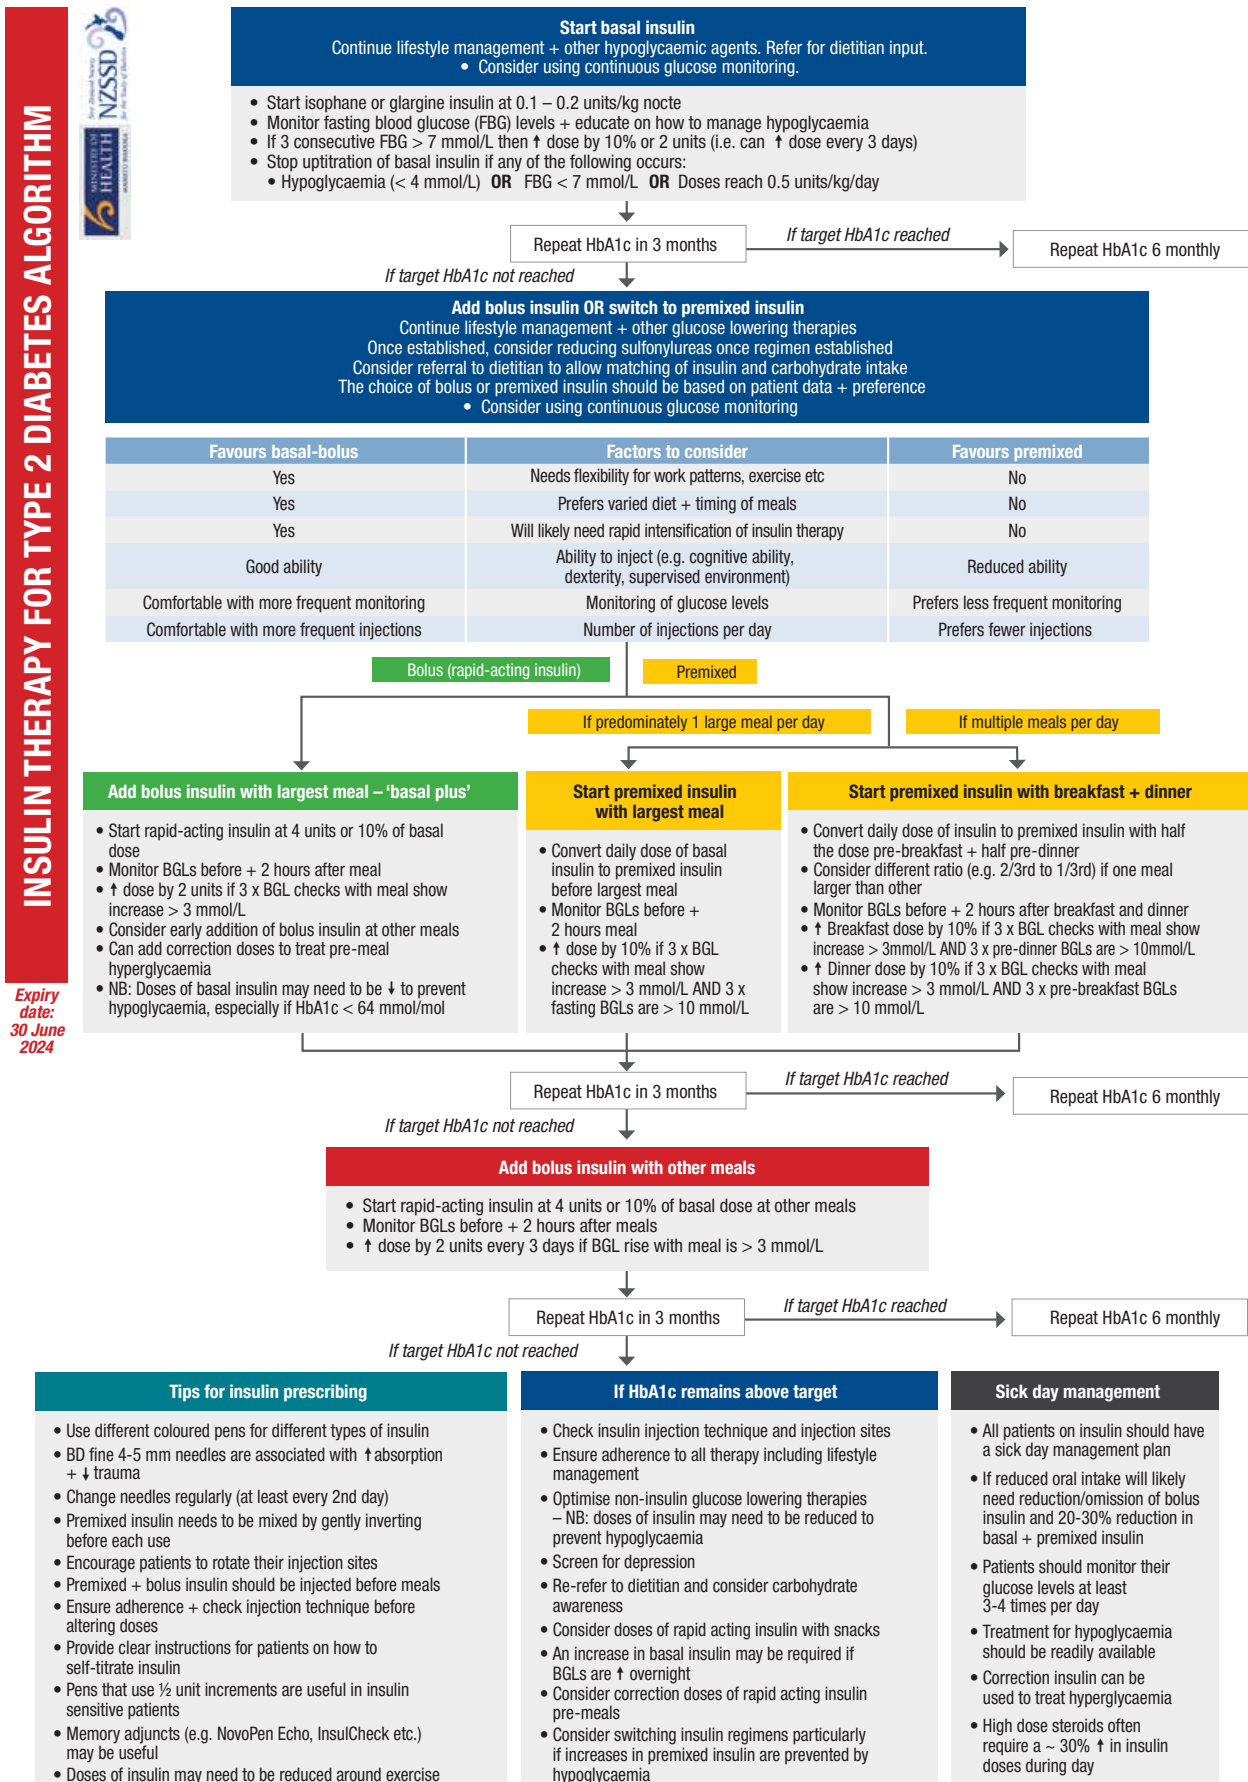 INSULIN THERAPY FOR TYPE 2 DIABETES ALGORITHM
Expiry
date:
30 June
2024
New Zealand Society
for the Study of Diabetes
NZSSD
MINISTRY OF
HEALTH
MANATŪ HAUORA
Start basal insulin
Continue lifestyle management + other hypoglycaemic agents. Refer for dietitian input.
• Consider using continuous glucose monitoring.
• Start isophane or glargine insulin at 0.1 – 0.2 units/kg nocte
• Monitor fasting blood glucose (FBG) levels + educate on how to manage hypoglycaemia
• If 3 consecutive FBG > 7 mmol/L then ↑ dose by 10% or 2 units (i.e. can ↑ dose every 3 days)
• Stop uptitration of basal insulin if any of the following occurs:
• Hypoglycaemia (< 4 mmol/L) OR FBG < 7 mmol/L OR Doses reach 0.5 units/kg/day
Repeat HbA1c in 3 months
If target HbA1c reached
Repeat HbA1c 6 monthly
If target HbA1c not reached
Add bolus insulin OR switch to premixed insulin
Continue lifestyle management + other glucose lowering therapies
Once established, consider reducing sulfonylureas once regimen established
Consider referral to dietitian to allow matching of insulin and carbohydrate intake
The choice of bolus or premixed insulin should be based on patient data + preference
• Consider using continuous glucose monitoring
Favours basal-bolus Factors to consider Favours premixed
Yes Needs flexibility for work patterns, exercise etc No
Yes Prefers varied diet + timing of meals No
Yes Will likely need rapid intensification of insulin therapy No
Good ability Ability to inject (e.g. cognitive ability, Reduced ability
dexterity, supervised environment)
Comfortable with more frequent monitoring Monitoring of glucose levels Prefers less frequent monitoring
Comfortable with more frequent injections Number of injections per day Prefers fewer injections
Bolus (rapid-acting insulin)
Premixed
If predominately 1 large meal per day
If multiple meals per day
Add bolus insulin with largest meal – 'basal plus'
• Start rapid-acting insulin at 4 units or 10% of basal
dose
• Monitor BGLs before + 2 hours after meal
• ↑ dose by 2 units if 3 x BGL checks with meal show
increase > 3 mmol/L
• Consider early addition of bolus insulin at other meals
• Can add correction doses to treat pre-meal
hyperglycaemia
• NB: Doses of basal insulin may need to be ↓ to prevent
hypoglycaemia, especially if HbA1c < 64 mmol/mol
Start premixed insulin
with largest meal
• Convert daily dose of basal
insulin to premixed insulin
before largest meal
• Monitor BGLs before +
2 hours meal
• ↑ dose by 10% if 3 x BGL
checks with meal show
increase > 3 mmol/L AND 3 x
fasting BGLs are > 10 mmol/L
Start premixed insulin with breakfast + dinner
• Convert daily dose of insulin to premixed insulin with half
the dose pre-breakfast + half pre-dinner
• Consider different ratio (e.g. 2/3rd to 1/3rd) if one meal
larger than other
• Monitor BGLs before + 2 hours after breakfast and dinner
• ↑ Breakfast dose by 10% if 3 x BGL checks with meal show
increase > 3mmol/L AND 3 x pre-dinner BGLs are > 10mmol/L
• ↑ Dinner dose by 10% if 3 x BGL checks with meal
show increase > 3 mmol/L AND 3 x pre-breakfast BGLs
are > 10 mmol/L
Repeat HbA1c in 3 months
If target HbA1c reached
Repeat HbA1c 6 monthly
If target HbA1c not reached
Add bolus insulin with other meals
• Start rapid-acting insulin at 4 units or 10% of basal dose at other meals
• Monitor BGLs before + 2 hours after meals
• ↑ dose by 2 units every 3 days if BGL rise with meal is > 3 mmol/L
Repeat HbA1c in 3 months
If target HbA1c reached
Repeat HbA1c 6 monthly
If target HbA1c not reached
Tips for insulin prescribing
• Use different coloured pens for different types of insulin
• BD fine 4-5 mm needles are associated with ↑ absorption
+ ↓ trauma
• Change needles regularly (at least every 2nd day)
• Premixed insulin needs to be mixed by gently inverting
before each use
• Encourage patients to rotate their injection sites
• Premixed + bolus insulin should be injected before meals
• Ensure adherence + check injection technique before
altering doses
• Provide clear instructions for patients on how to
self-titrate insulin
• Pens that use ½ unit increments are useful in insulin
sensitive patients
• Memory adjuncts (e.g. NovoPen Echo, InsulCheck etc.)
may be useful
• Doses of insulin may need to be reduced around exercise
If HbA1c remains above target
• Check insulin injection technique and injection sites
• Ensure adherence to all therapy including lifestyle
management
• Optimise non-insulin glucose lowering therapies
– NB: doses of insulin may need to be reduced to
prevent hypoglycaemia
• Screen for depression
• Re-refer to dietitian and consider carbohydrate
awareness
• Consider doses of rapid acting insulin with snacks
• An increase in basal insulin may be required if
BGLs are ↑ overnight
• Consider correction doses of rapid acting insulin
pre-meals
• Consider switching insulin regimens particularly
if increases in premixed insulin are prevented by
hypoglycaemia
Sick day management
• All patients on insulin should have
a sick day management plan
• If reduced oral intake will likely
need reduction/omission of bolus
insulin and 20-30% reduction in
basal + premixed insulin
• Patients should monitor their
glucose levels at least
3-4 times per day
• Treatment for hypoglycaemia
should be readily available
• Correction insulin can be
used to treat hyperglycaemia
• High dose steroids often
require a ~ 30% ↑ in insulin
doses during day